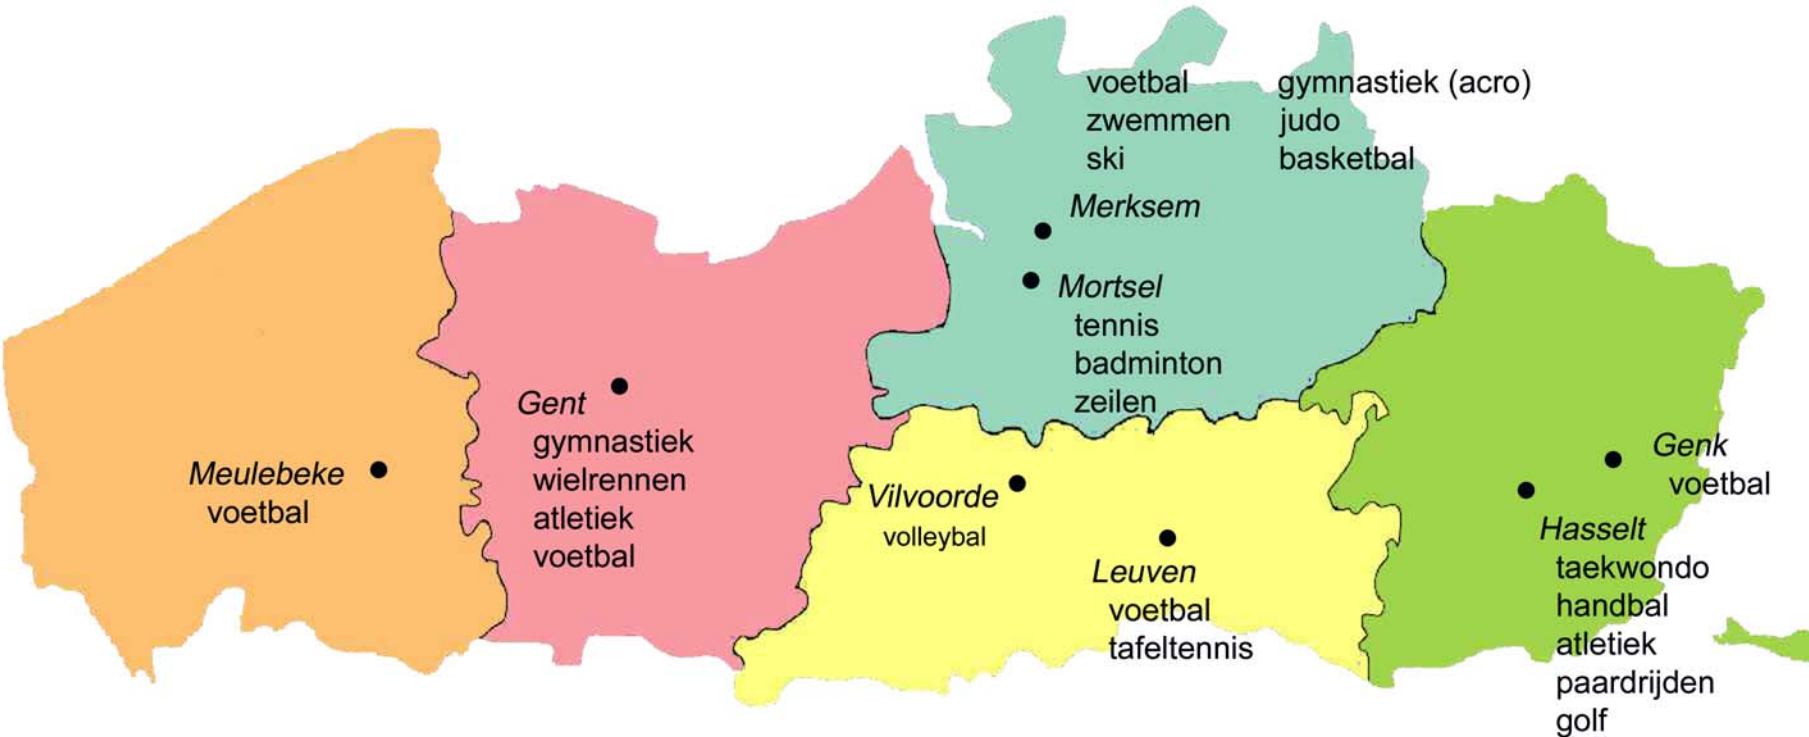 voetbal gymnastiek (acro)
zwemmen judo
ski basketbal
Merksem
Mortsel
tennis
badminton
zeilen
Gent
gymnastiek
wielrennen
atletiek
voetbal
Meulebeke
voetbal
Vilvoorde
volleybal
Leuven
voetbal
tafeltennis
Genk
voetbal
Hasselt
taekwondo
handbal
atletiek
paardrijden
golf